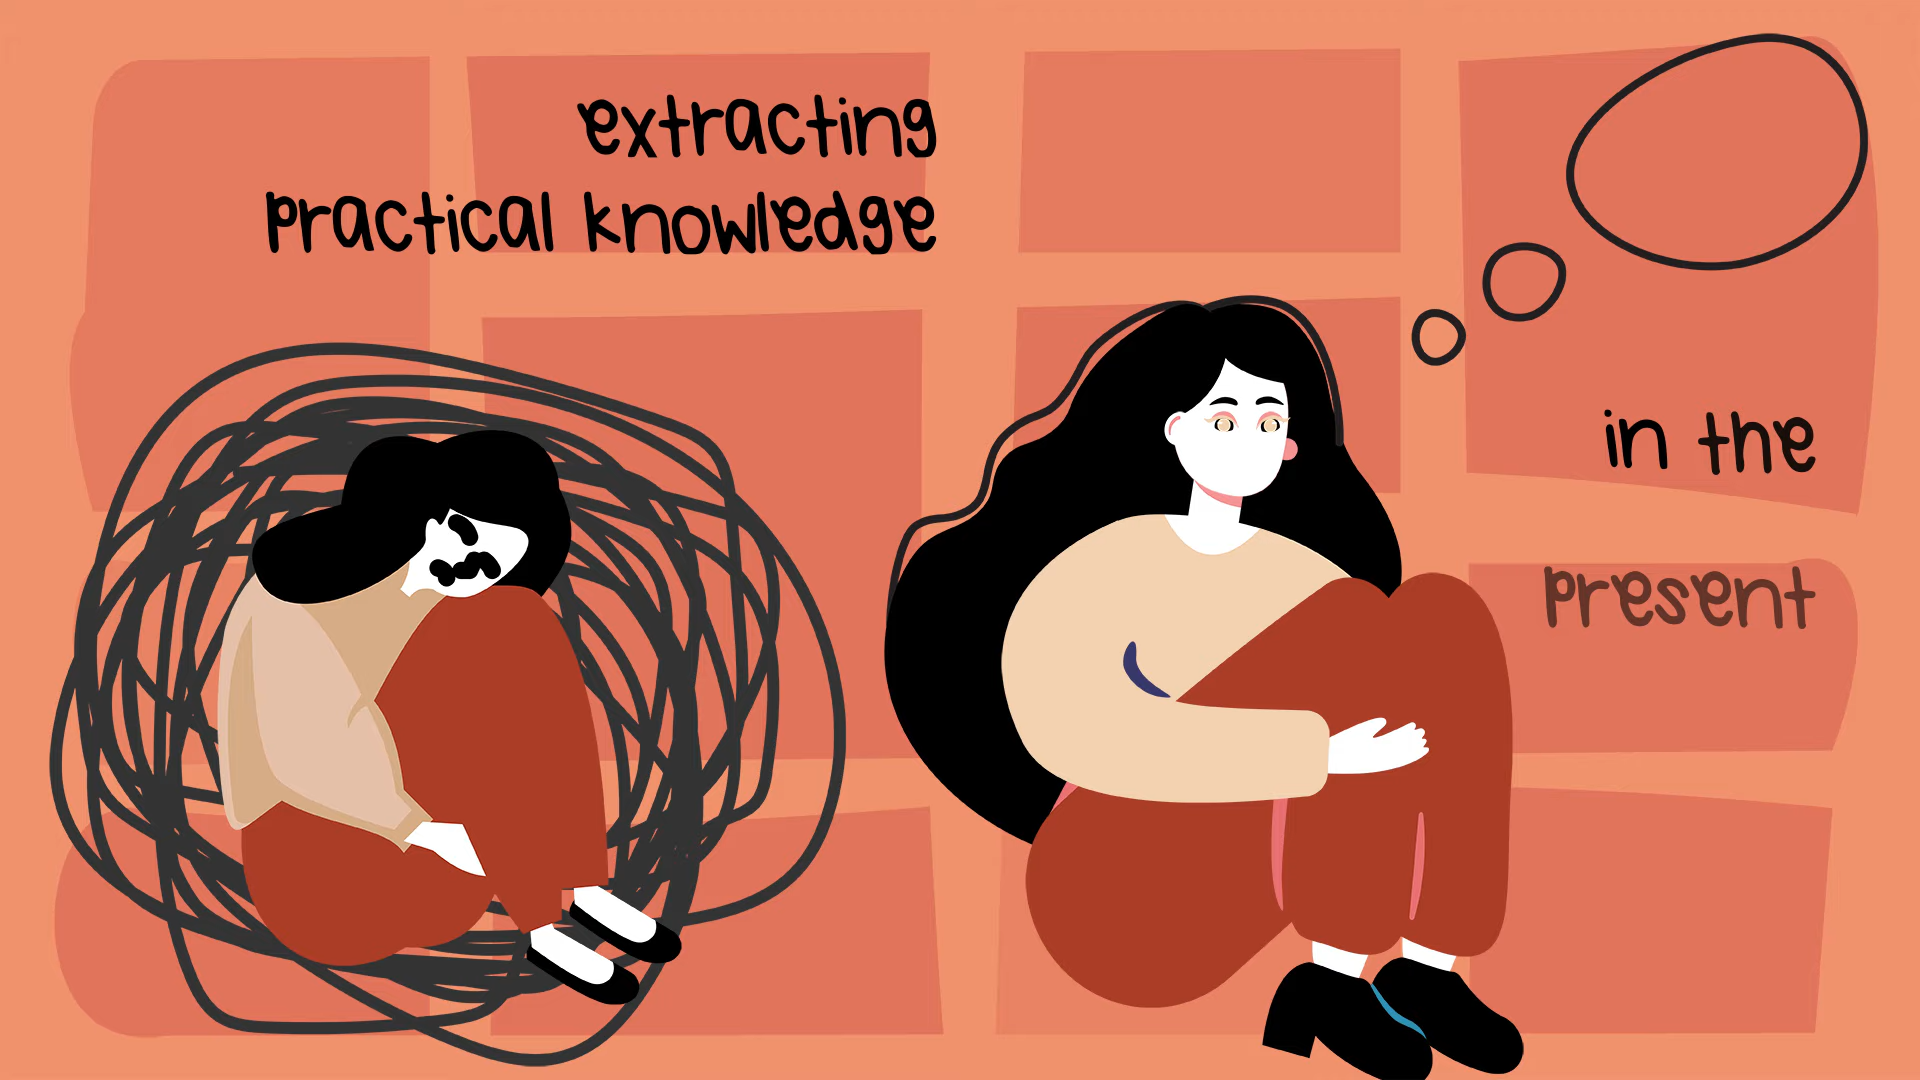 extracting
practical knowledge
in the
present